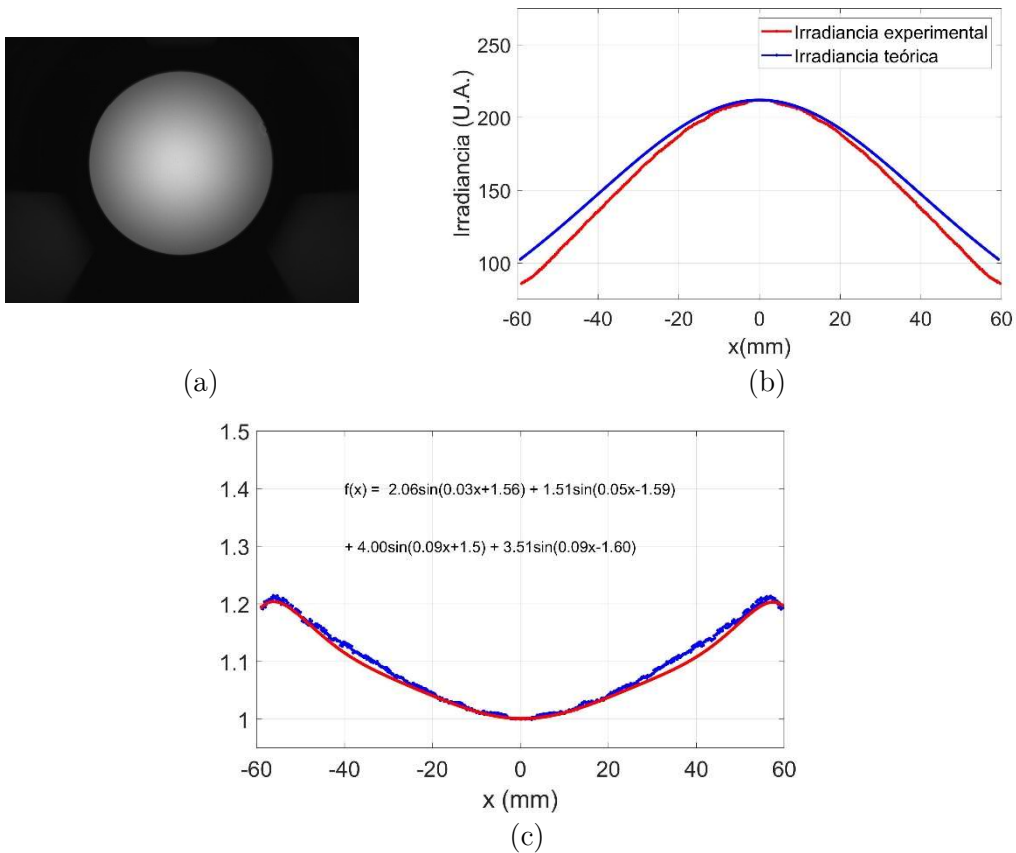 250
200
150
100
Irradiancia (U.A.)
Irradiancia experimental
Irradiancia teórica
-60 -40 -20 0 20 40 60
x(mm)
(a)
(b)
1.5
1.4
1.3
1.2
1.1
1
f(x) = 2.06sin(0.03x+1.56) + 1.51sin(0.05x-1.59)
+ 4.00sin(0.09x+1.5) + 3.51sin(0.09x-1.60)
-60 -40 -20 0 20 40 60
x (mm)
(c)